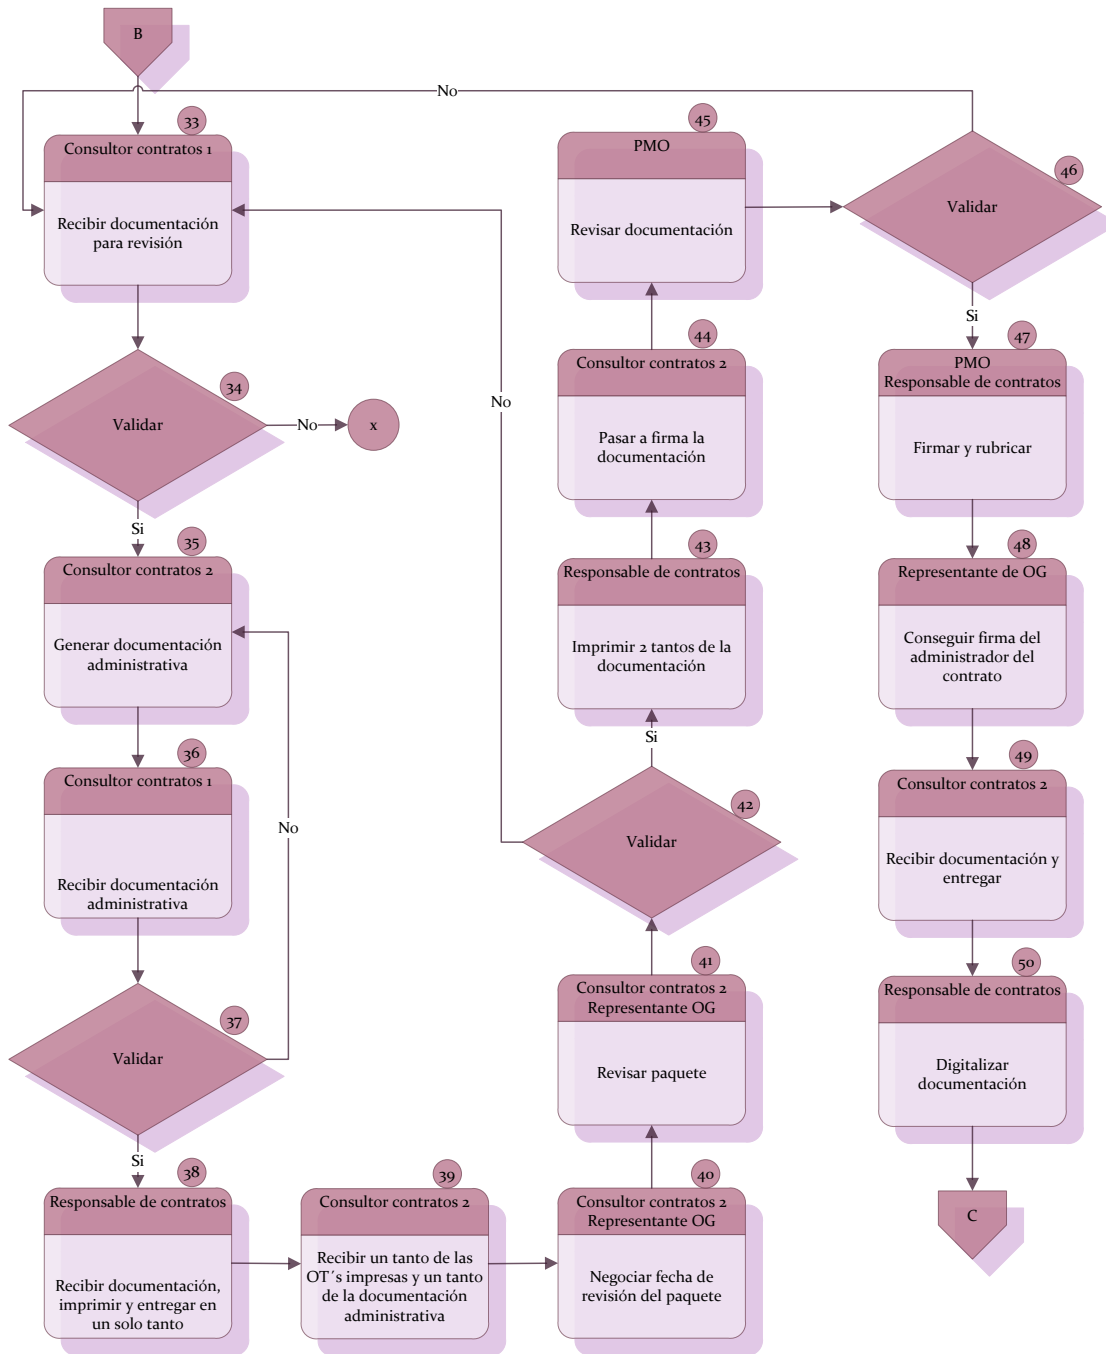 B
No
33
Consultor contratos 1
Recibir documentación
para revisión
34
Validar
No
x
Si
35
Consultor contratos 2
Generar documentación
administrativa
36
Consultor contratos 1
Recibir documentación
administrativa
No
37
Validar
Si
38
Responsable de contratos
Recibir documentación,
imprimir y entregar en
un solo tanto
39
Consultor contratos 2
Recibir un tanto de las
OT´s impresas y un tanto
de la documentación
administrativa
40
Consultor contratos 2
Representante OG
Negociar fecha de
revisión del paquete
41
Consultor contratos 2
Representante OG
Revisar paquete
42
Validar
No
Si
43
Responsable de contratos
Imprimir 2 tantos de la
documentación
44
Consultor contratos 2
Pasar a firma la
documentación
45
PMO
Revisar documentación
46
Validar
Si
47
PMO
Responsable de contratos
Firmar y rubricar
48
Representante de OG
Conseguir firma del
administrador del
contrato
49
Consultor contratos 2
Recibir documentación y
entregar
50
Responsable de contratos
Digitalizar
documentación
C